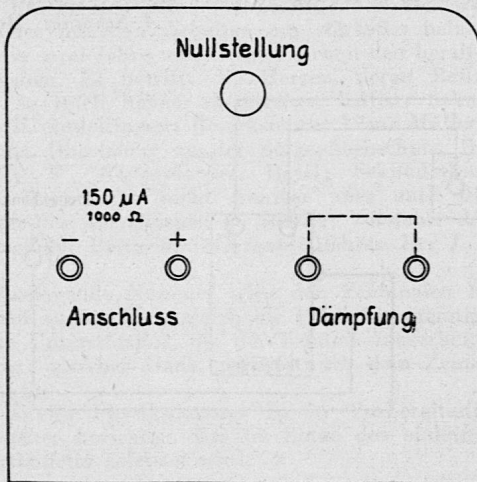 Nullstellung
150 µA
1000 Ω
+
Anschluss
Dämpfung